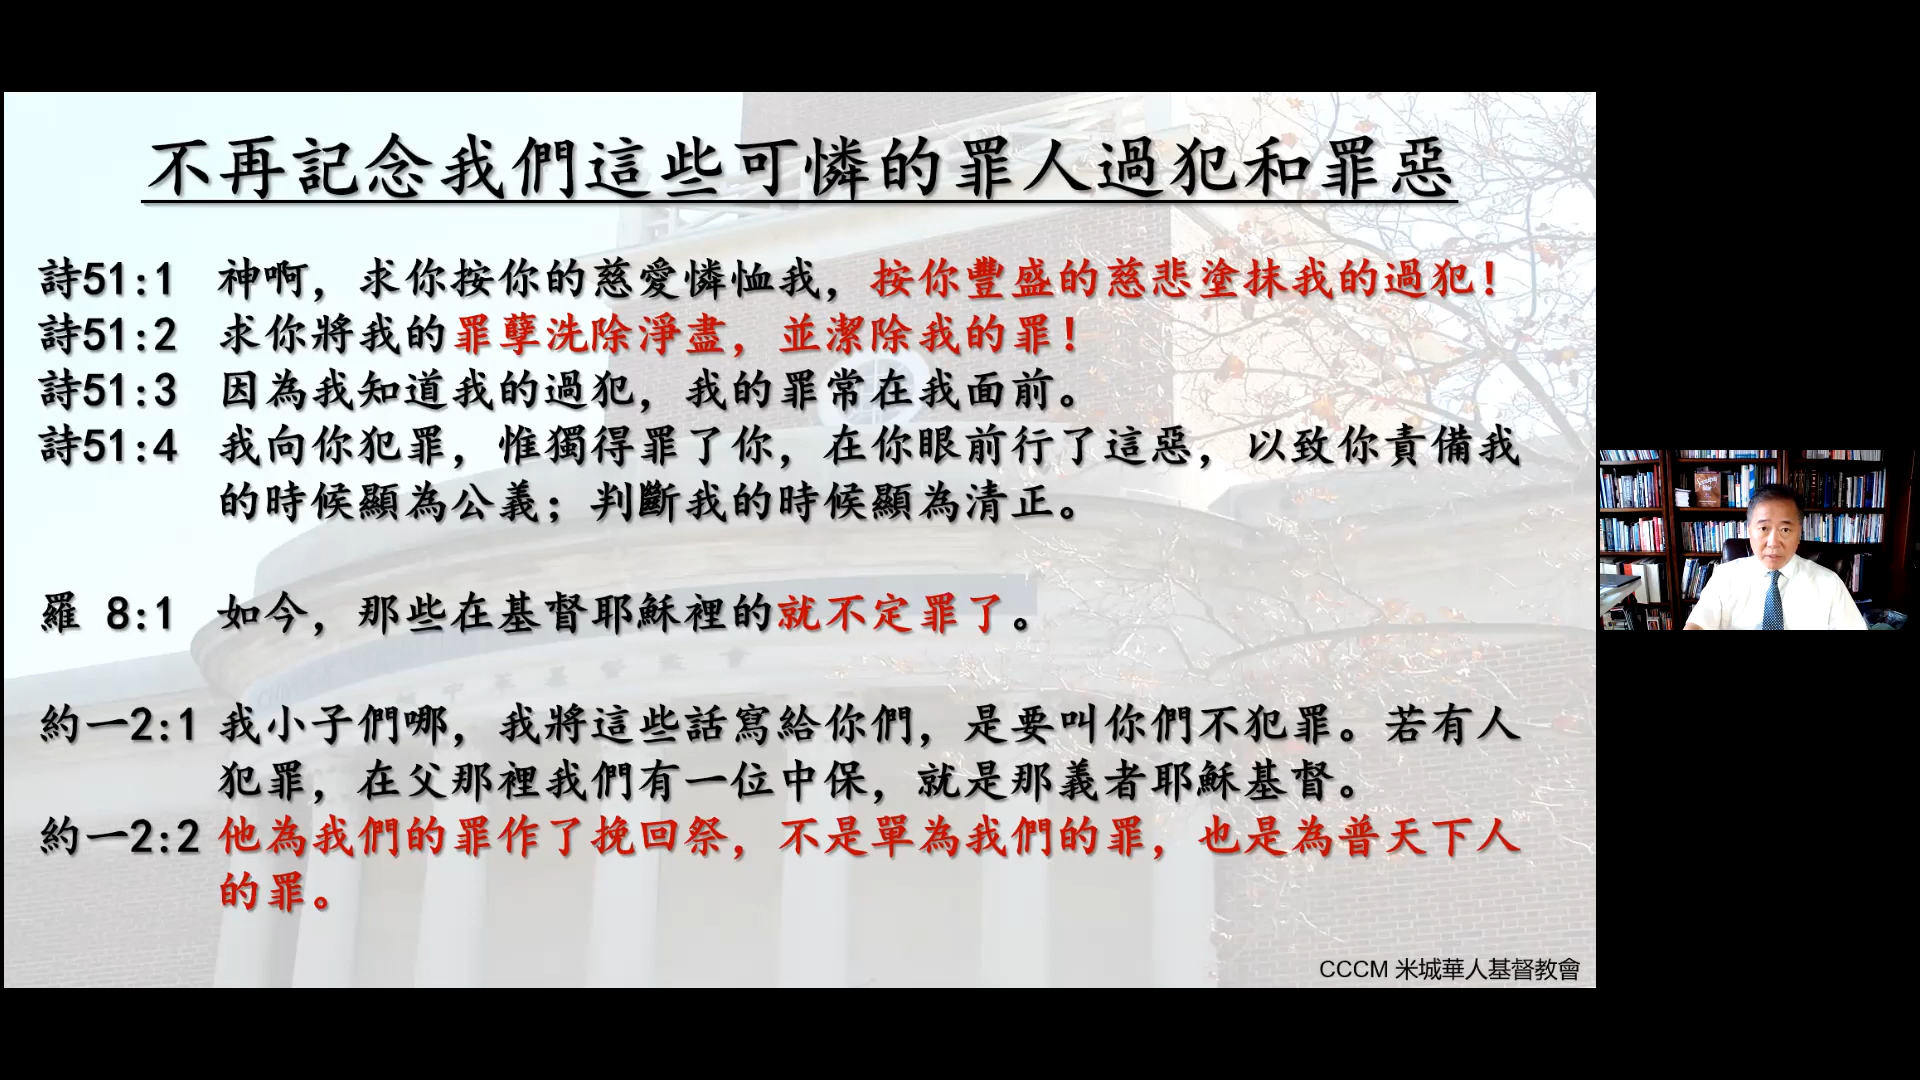 不再記念我們這些可憐的罪人過犯和罪惡
詩51:1 神啊，求你按你的慈愛憐恤我，按你豐盛的慈悲塗抹我的過犯！
詩51:2 求你將我的罪孽洗除淨盡，並潔除我的罪！
詩51:3 因為我知道我的過犯，我的罪常在我面前。
詩51:4 我向你犯罪，惟獨得罪了你，在你眼前行了這惡，以致你責備我
的時候顯為公義；判斷我的時候顯為清正。
羅 8:1 如今，那些在基督耶穌裡的就不定罪了。
約一2:1 我小子們哪，我將這些話寫給你們，是要叫你們不犯罪。若有人
犯罪，在父那裡我們有一位中保，就是那義者耶穌基督。
約一2:2 他為我們的罪作了挽回祭，不是單為我們的罪，也是為普天下人
的罪。
CCCM 米城華人基督教會